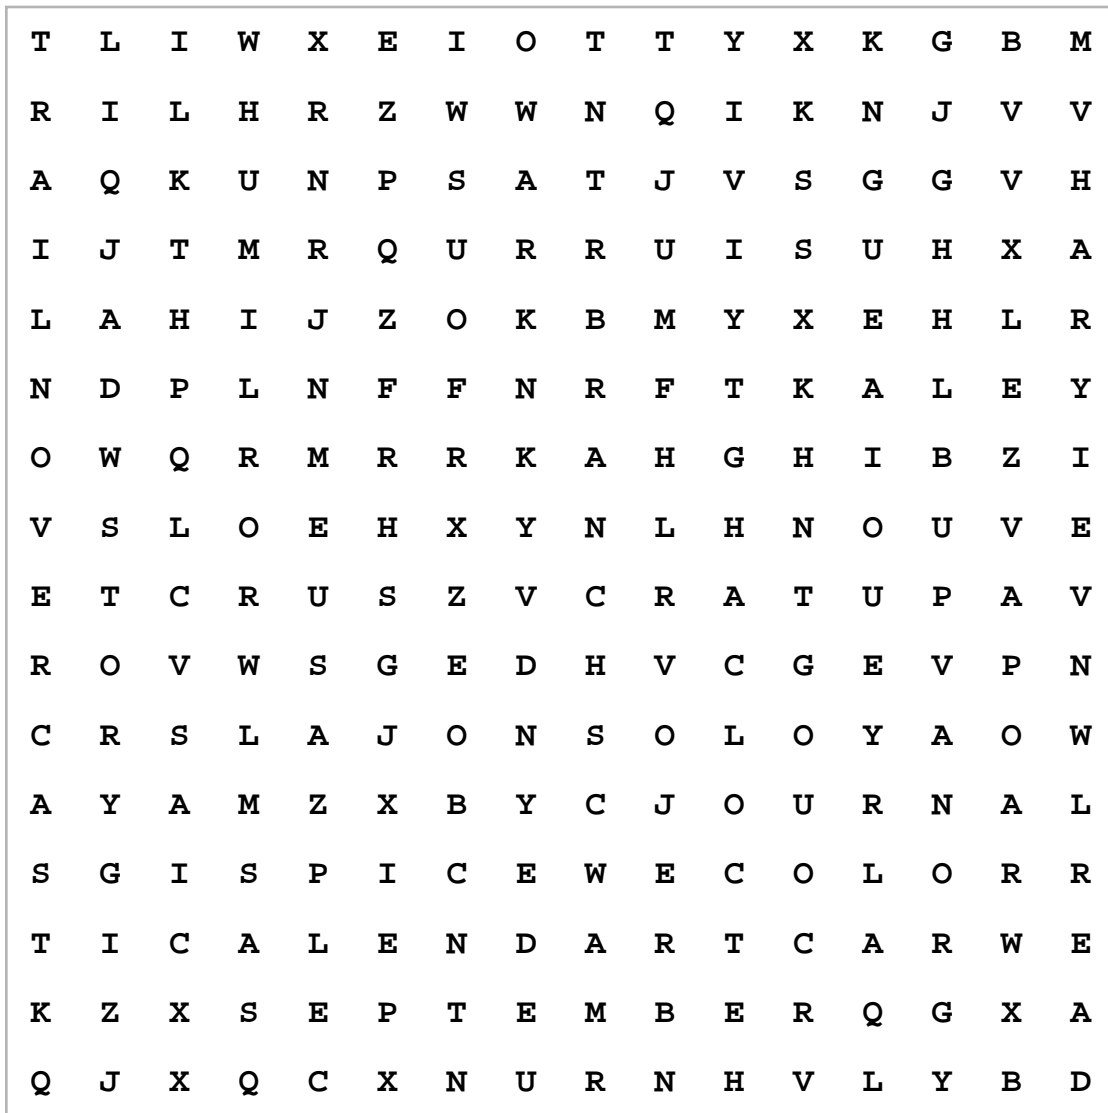 T L I W X E I O T T Y X K G B M
R I L H R Z W W N Q I K N J V V
A Q K U N P S A T J V S G G V H
I J T M R Q U R R U I S U H X A
L A H I J Z O K B M Y X E H L R
N D P L N F F N R F T K A L E Y
O W Q R M R R K A H G H I B Z I
V S L O E H X Y N L H N O U V E
E T C R U S Z V C R A T U P A V
R O V W S G E D H V C G E V P N
C R S L A J O N S O L O Y A O W
A Y A M Z X B Y C J O U R N A L
S G I S P I C E W E C O L O R R
T I C A L E N D A R T C A R W E
K Z X S E P T E M B E R Q G X A
Q J X Q C X N U R N H V L Y B D